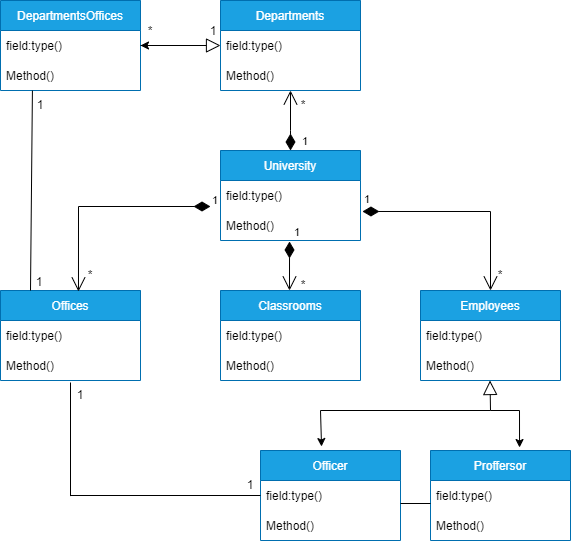 DepartmentsOffices
field:type()
Method()
* 1
Departments
field:type()
Method()
1
*
1
University
field:type()
Method()
1
1
1
1
*
*
*
Offices
field:type()
Method()
Classrooms
field:type()
Method()
Employees
field:type()
Method()
1
1
Officer
field:type()
Method()
Proffersor
field:type()
Method()